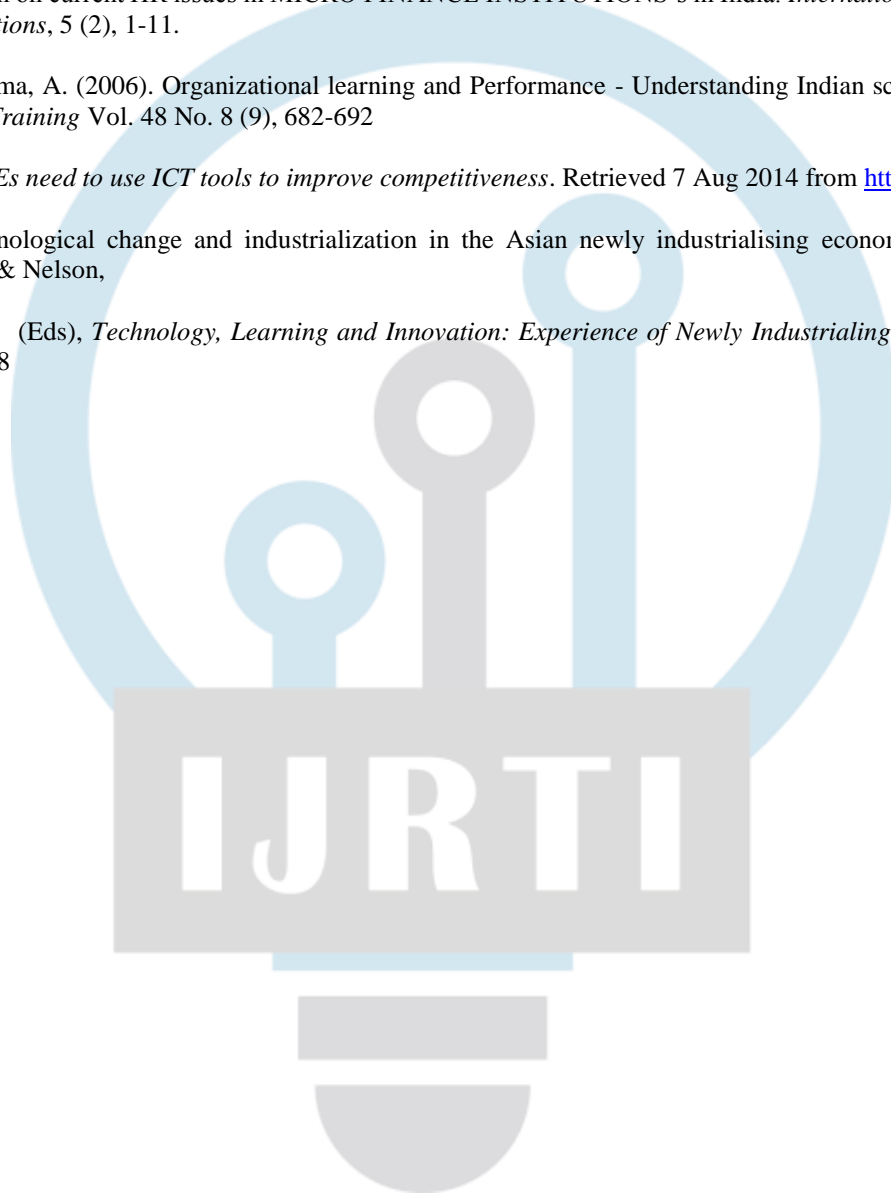 on current HR issues in MICRO FINANCE INSTITUTIONS's in India. Internatio
tions, 5 (2), 1-11.
ma, A. (2006). Organizational learning and Performance - Understanding Indian sc
Training Vol. 48 No. 8 (9), 682-692
Es need to use ICT tools to improve competitiveness. Retrieved 7 Aug 2014 from htt
nological change and industrialization in the Asian newly industrialising econom
& Nelson,
(Eds), Technology, Learning and Innovation: Experience of Newly Industrialing
8
IJRTI